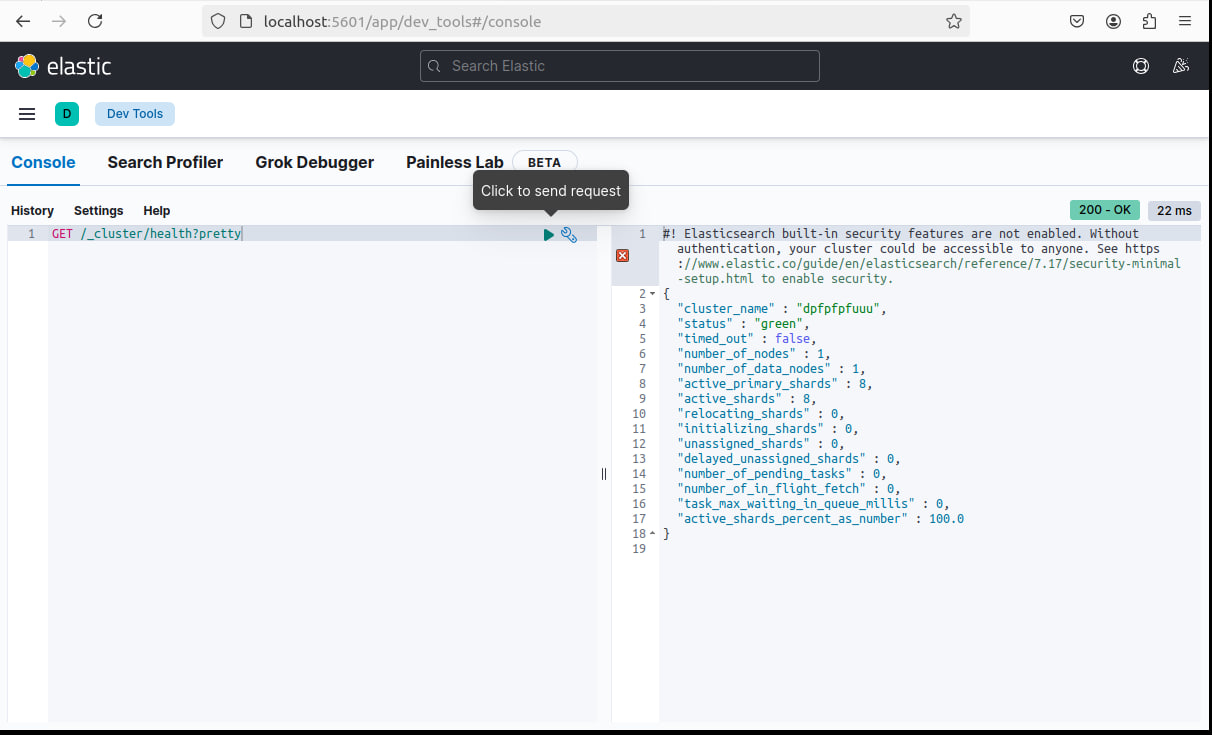 localhost:5601/app/dev_tools#/console
elastic
Search Elastic
D
Dev Tools
Console
Search Profiler
Grok Debugger
Painless Lab
BETA
Click to send request
History
Settings
Help
200 - OK
22 ms
1 GET /_cluster/health?pretty
1 #! Elasticsearch built-in security features are not enabled. Without
authentication, your cluster could be accessible to anyone. See https
://www.elastic.co/guide/en/elasticsearch/reference/7.17/security-minimal
-setup.html to enable security.
2 {
3 "cluster_name" : "dpfpfpfuuu",
4 "status" : "green",
5 "timed_out" : false,
6 "number_of_nodes" : 1,
7 "number_of_data_nodes" : 1,
8 "active_primary_shards" : 8,
9 "active_shards" : 8,
10 "relocating_shards" : 0,
11 "initializing_shards" : 0,
12 "unassigned_shards" : 0,
13 "delayed_unassigned_shards" : 0,
14 "number_of_pending_tasks" : 0,
15 "number_of_in_flight_fetch" : 0,
16 "task_max_waiting_in_queue_millis" : 0,
17 "active_shards_percent_as_number" : 100.0
18 }
19